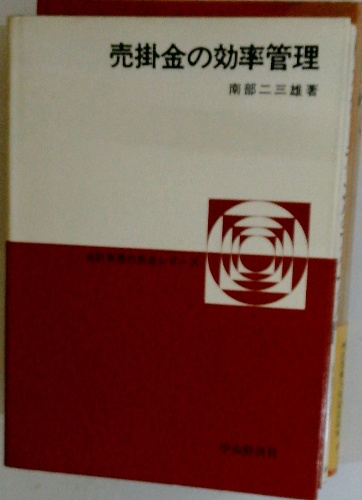 売掛金の効率管理
南部二三雄著
中央経済社